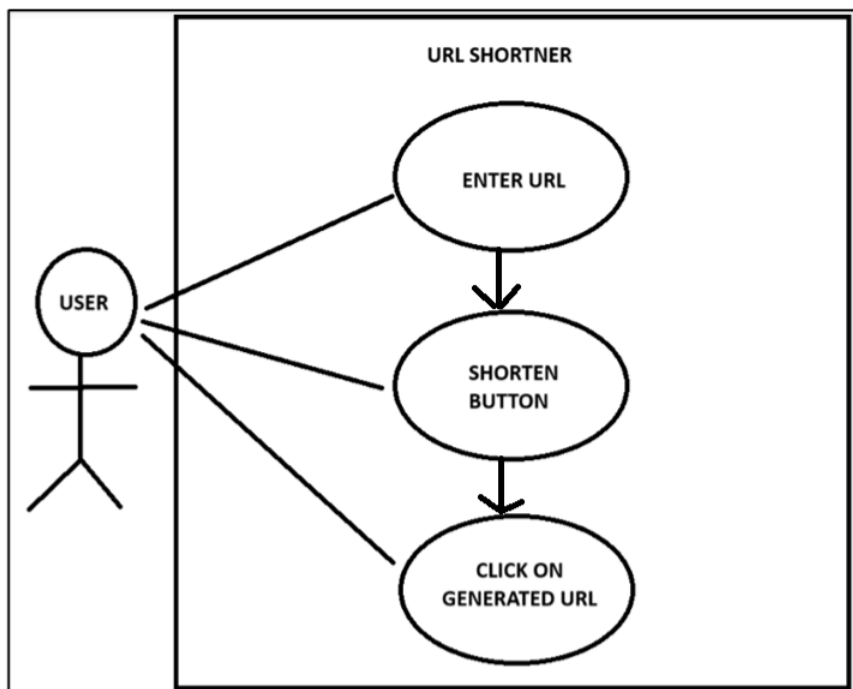 URL SHORTNER
ENTER URL
USER
SHORTEN
BUTTON
CLICK ON
GENERATED URL